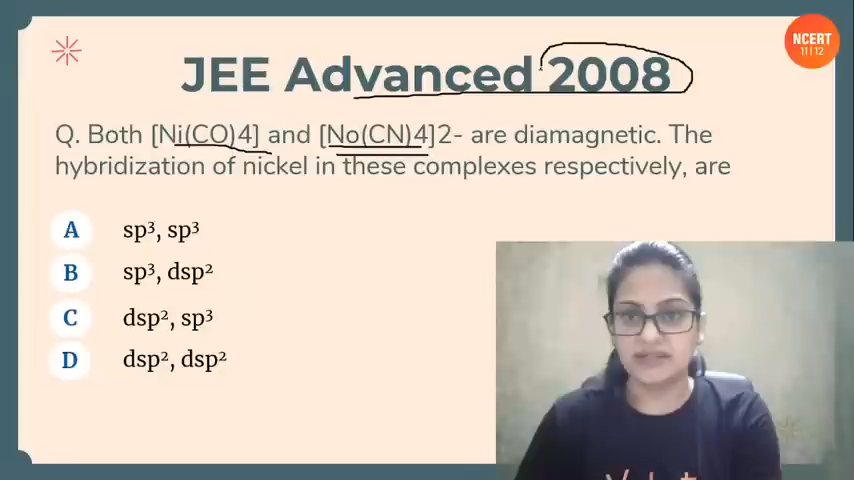 NCERT
11|12
JEE Advanced 2008
Q. Both [Ni(CO)4] and [No(CN)4]2- are diamagnetic. The
hybridization of nickel in these complexes respectively, are
A sp³, sp³
B sp³, dsp²
C dsp², sp³
D dsp², dsp²